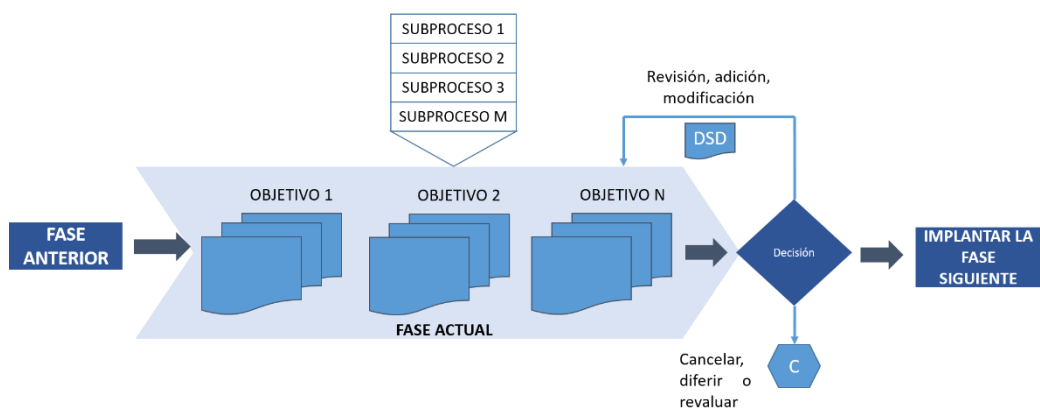 SUBPROCESO 1
SUBPROCESO 2
SUBPROCESO 3
SUBPROCESO M
Revisión, adición,
modificación
DSD
OBJETIVO 1
OBJETIVO 2
OBJETIVO N
FASE
ANTERIOR
Decisión
IMPLANTAR LA
FASE
SIGUIENTE
FASE ACTUAL
Cancelar,
diferir o
revaluar
C